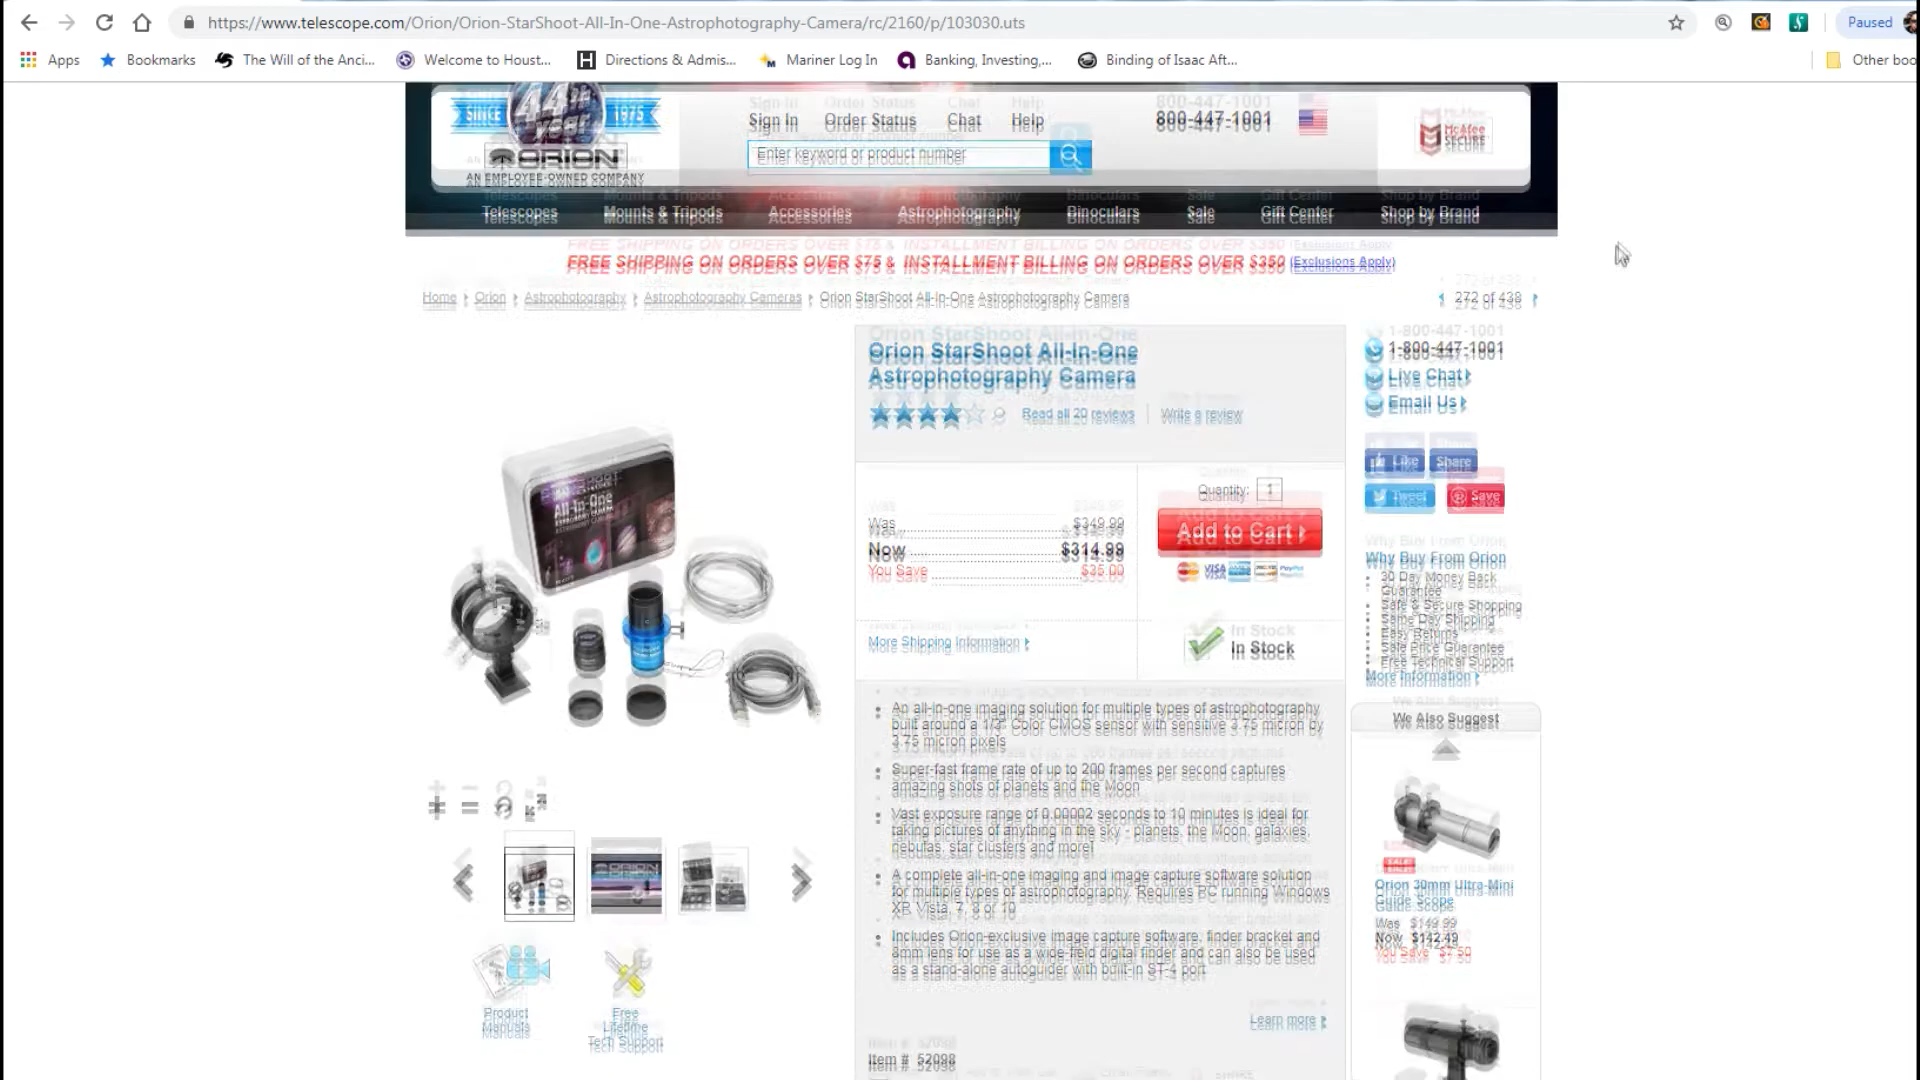 https://www.telescope.com/Orion/Orion-StarShoot-All-In-One-Astrophotography-Camera/rc/2160/p/103030.uts
Paused
Apps
Bookmarks
The Will of the Anci...
Welcome to Houst...
Directions & Admis...
Mariner Log In
Banking, Investing,...
Binding of Isaac Aft...
Other boo
SINCE 44th year 1975
ORION
AN EMPLOYEE-OWNED COMPANY
Sign In
Order Status
Chat
Help
800-447-1001
McAfee
SECURE
Enter keyword or product number
Telescopes
Mounts & Tripods
Accessories
Astrophotography
Binoculars
Sale
Gift Center
Shop by Brand
FREE SHIPPING ON ORDERS OVER $75 & INSTALLMENT BILLING ON ORDERS OVER $350 (Exclusions Apply)
Home
Orion
Astrophotography
Astrophotography Cameras
Orion StarShoot All-In-One Astrophotography Camera
272 of 438
Orion StarShoot All-In-One
Astrophotography Camera
Read all 20 reviews
Write a review
Was $349.99
Now $314.99
You Save $35.00
Quantity: 1
Add to Cart
VISA VISA PayPal
More Shipping Information
In Stock
An all-in-one imaging solution for multiple types of astrophotography
built around a 1/3" Color CMOS sensor with sensitive 3.75 micron by
3.75 micron pixels
Super-fast frame rate of up to 200 frames per second captures
amazing shots of planets and the Moon
Vast exposure range of 0.00002 seconds to 10 minutes is ideal for
taking pictures of anything in the sky - planets, the Moon, galaxies,
nebulas, star clusters and more!
A complete all-in-one imaging and image capture software solution
for multiple types of astrophotography. Requires PC running Windows
XP, Vista, 7, 8 or 10
Includes Orion-exclusive image capture software, finder bracket and
8mm lens for use as a wide-field digital finder and can also be used
as a stand-alone autoguider with built-in ST-4 port
Learn more
Item # 52098
All-In-One
ORION
Product
Manuals
Free
Lifetime
Tech Support
1-800-447-1001
Live Chat
Email Us
Like
Share
Tweet
Save
Why Buy From Orion
30 Day Money Back
Guarantee
Safe & Secure Shopping
Same Day Shipping
Easy Returns
Sale Price Guarantee
Free Technical Support
More Information
We Also Suggest
SALE!
Orion 30mm Ultra-Mini
Guide Scope
Was $149.99
Now $142.49
You Save $7.50